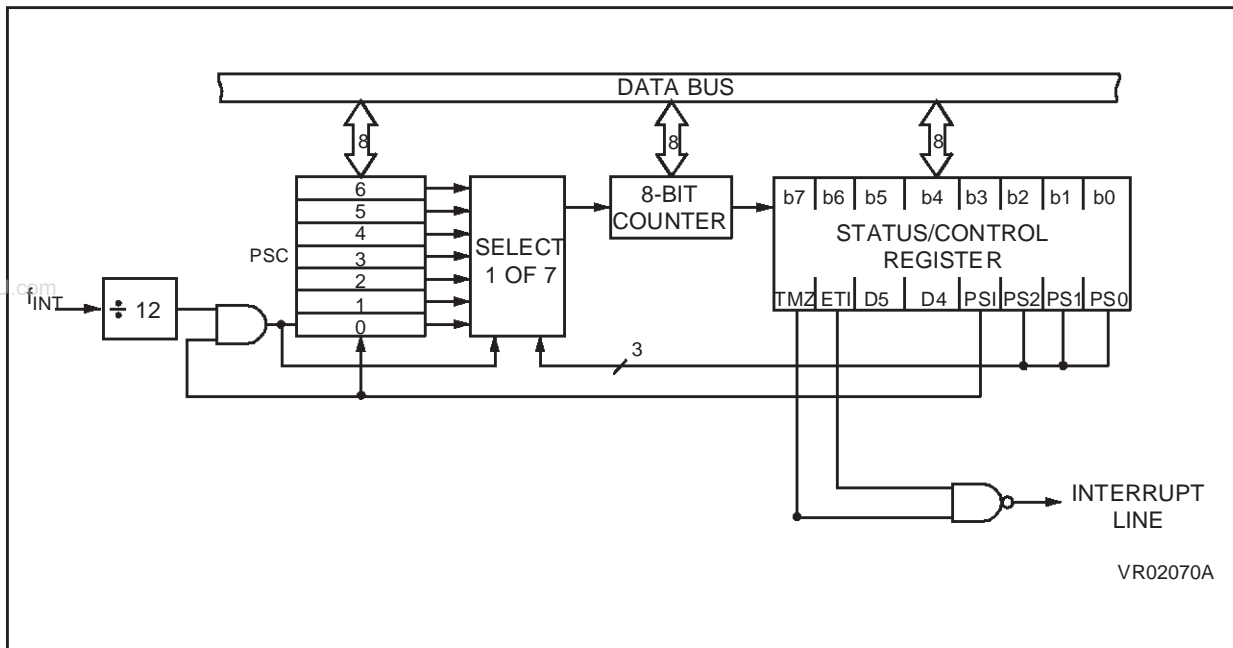 DATA BUS
8
8
8
6
5
4
3
2
1
0
PSC
SELECT
1 OF 7
8-BIT
COUNTER
b7 b6 b5 b4 b3 b2 b1 b0
STATUS/CONTROL
REGISTER
TMZ ETI D5 D4 PSI PS2 PS1 PS0
.com
fINT
÷ 12
3
INTERRUPT
LINE
VR02070A